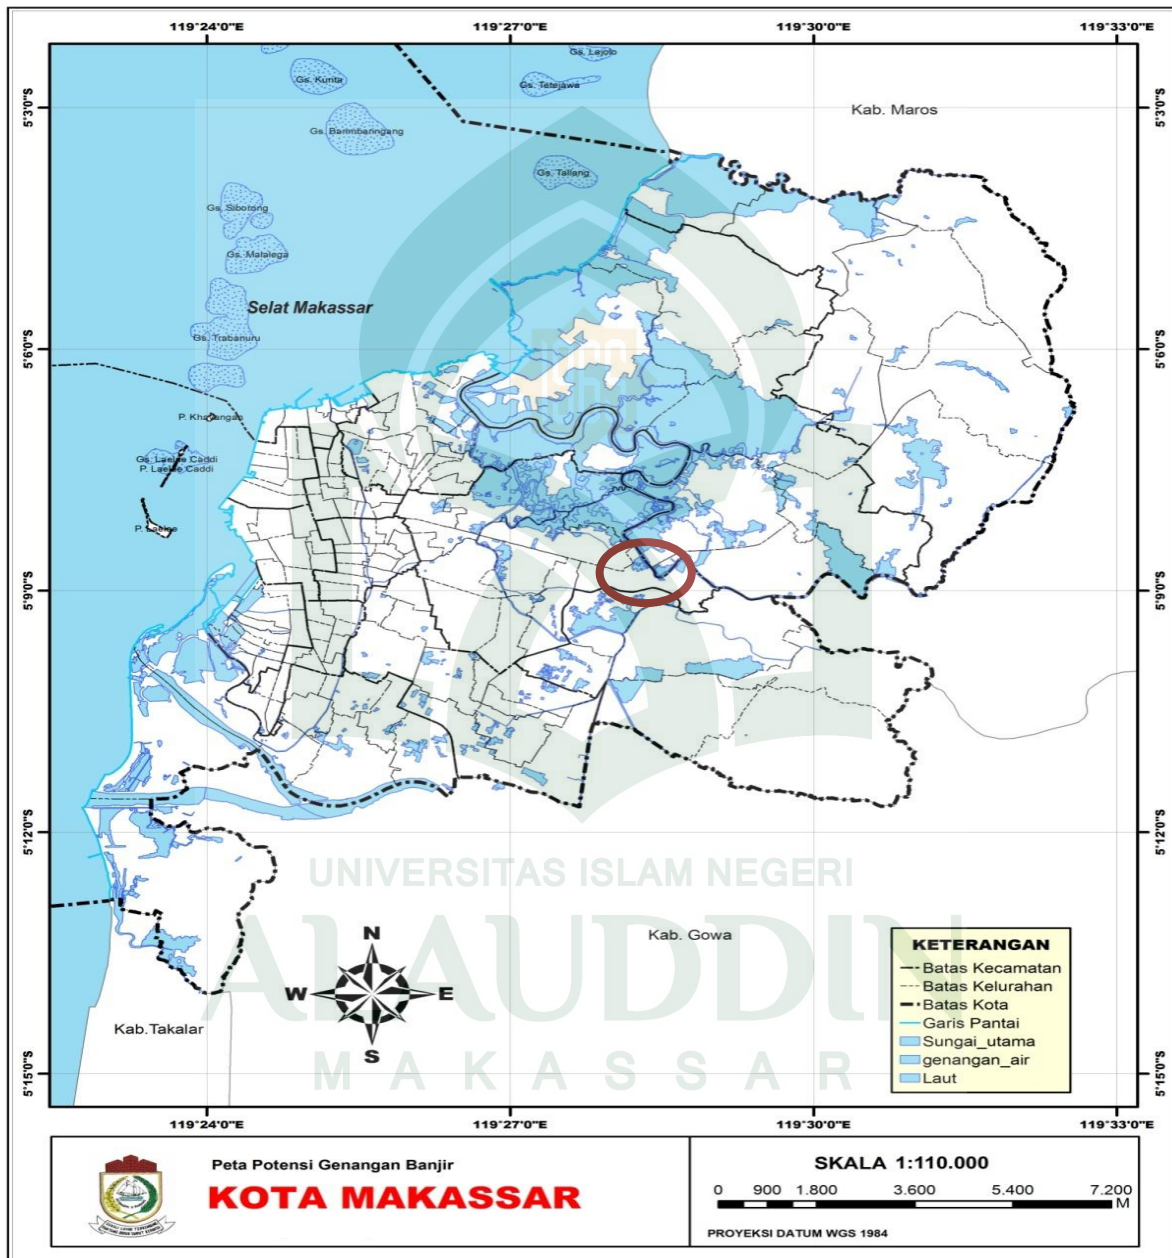 119°24'0"E 119°27'0"E 119°30'0"E 119°33'0"E
Gs. Lejolo
Gs. Kunta
Gs. Tetejawa
5°3'0"S 5°3'0"S
Kab. Maros
Gs. Barimbaringang
Gs. Tallang
Gs. Siborong
Gs. Malalega
Selat Makassar
Gs. Trabanuru
5°6'0"S 5°6'0"S
P. Khayangan
Gs. Laelae Caddi
P. Laelae Caddi
P. Laelae
5°9'0"S 5°9'0"S
5°12'0"S 5°12'0"S
UNIVERSITAS ISLAM NEGERI
ALAUDDIN
MAKASSAR
Kab. Gowa
N
W E
S
Kab.Takalar
KETERANGAN
Batas Kecamatan
Batas Kelurahan
Batas Kota
Garis Pantai
Sungai_utama
genangan_air
Laut
5°15'0"S 5°15'0"S
119°24'0"E 119°27'0"E 119°30'0"E 119°33'0"E
Peta Potensi Genangan Banjir
KOTA MAKASSAR
SKALA 1:110.000
0 900 1.800 3.600 5.400 7.200
M
PROYEKSI DATUM WGS 1984